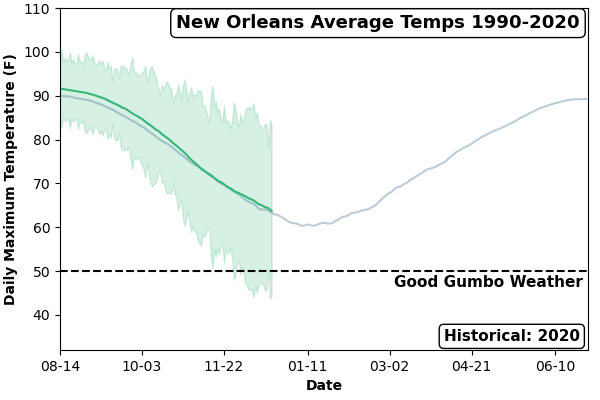 New Orleans Average Temps 1990-2020
Daily Maximum Temperature (F)
110
100
90
80
70
60
50
40
Good Gumbo Weather
Historical: 2020
08-14 10-03 11-22 01-11 03-02 04-21 06-10
Date